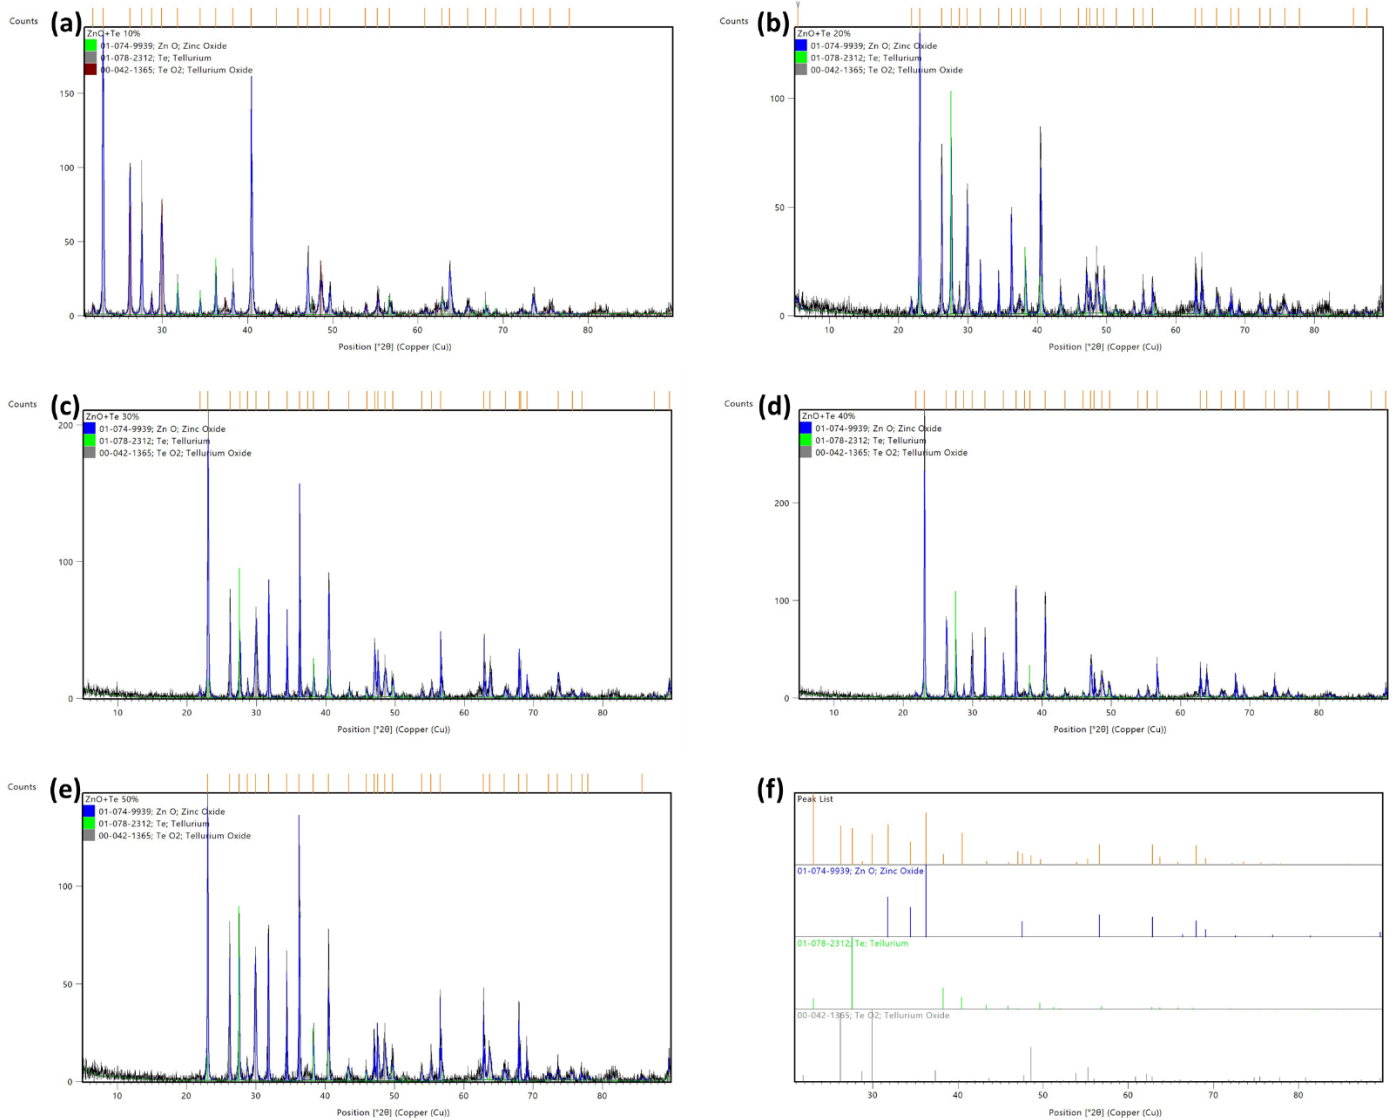 (a)
Counts
ZnO+Te 10%
01-074-9939; Zn O; Zinc Oxide
01-078-2312; Te; Tellurium
00-042-1365; Te O2; Tellurium Oxide
150
100
50
0
30 40 50 60 70 80
Position [°2θ] (Copper (Cu))
(b)
Counts
ZnO+Te 20%
01-074-9939; Zn O; Zinc Oxide
01-078-2312; Te; Tellurium
00-042-1365; Te O2; Tellurium Oxide
100
50
0
10 20 30 40 50 60 70 80
Position [°2θ] (Copper (Cu))
(c)
Counts
ZnO+Te 30%
200
01-074-9939; Zn O; Zinc Oxide
01-078-2312; Te; Tellurium
00-042-1365; Te O2; Tellurium Oxide
100
0
10 20 30 40 50 60 70 80
Position [°2θ] (Copper (Cu))
(d)
Counts
ZnO+Te 40%
01-074-9939; Zn O; Zinc Oxide
01-078-2312; Te; Tellurium
00-042-1365; Te O2; Tellurium Oxide
200
100
0
10 20 30 40 50 60 70 80
Position [°2θ] (Copper (Cu))
(e)
Counts
ZnO+Te 50%
01-074-9939; Zn O; Zinc Oxide
01-078-2312; Te; Tellurium
00-042-1365; Te O2; Tellurium Oxide
100
50
0
10 20 30 40 50 60 70 80
Position [°2θ] (Copper (Cu))
(f)
Peak List
01-074-9939; Zn O; Zinc Oxide
01-078-2312; Te; Tellurium
00-042-1365; Te O2; Tellurium Oxide
30 40 50 60 70 80
Position [°2θ] (Copper (Cu))